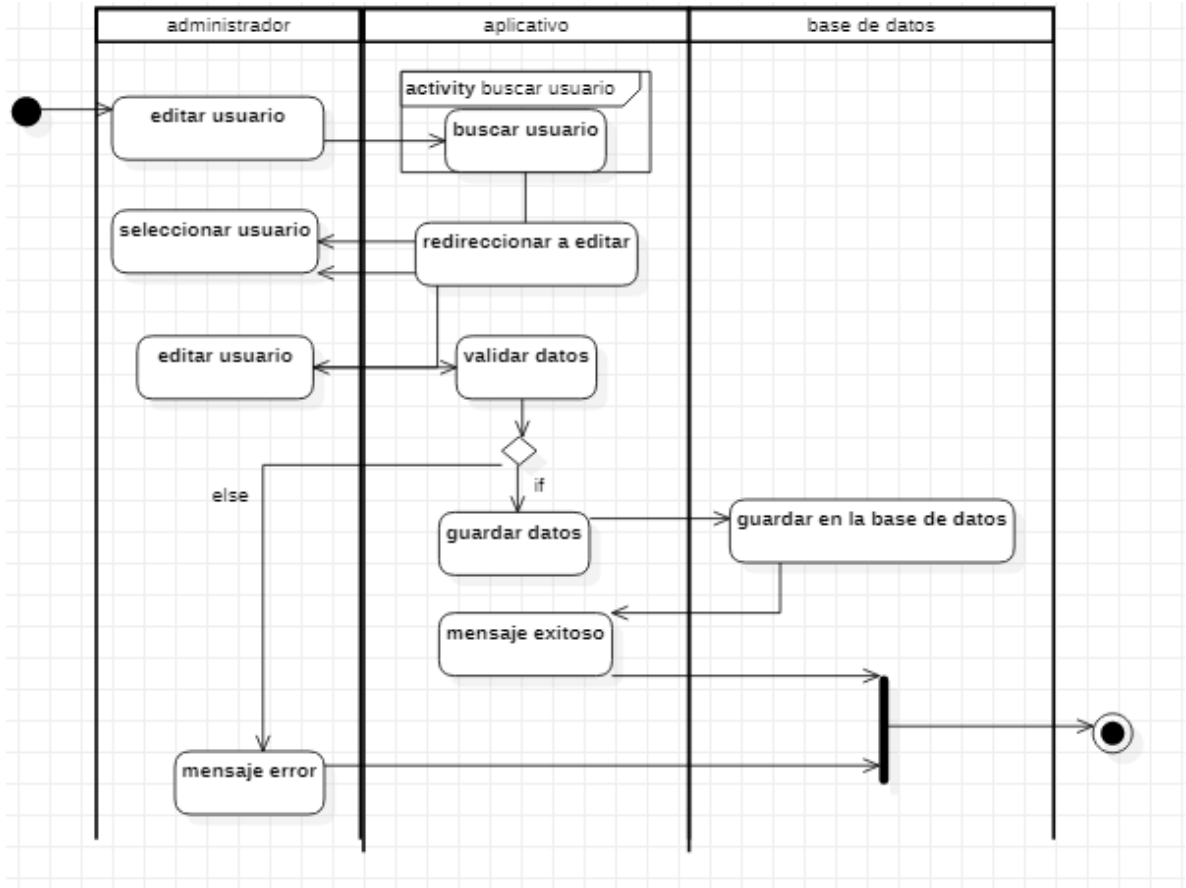 administrador
aplicativo
base de datos
activity buscar usuario
editar usuario
buscar usuario
seleccionar usuario
redireccionar a editar
editar usuario
validar datos
else
if
guardar datos
guardar en la base de datos
mensaje exitoso
mensaje error